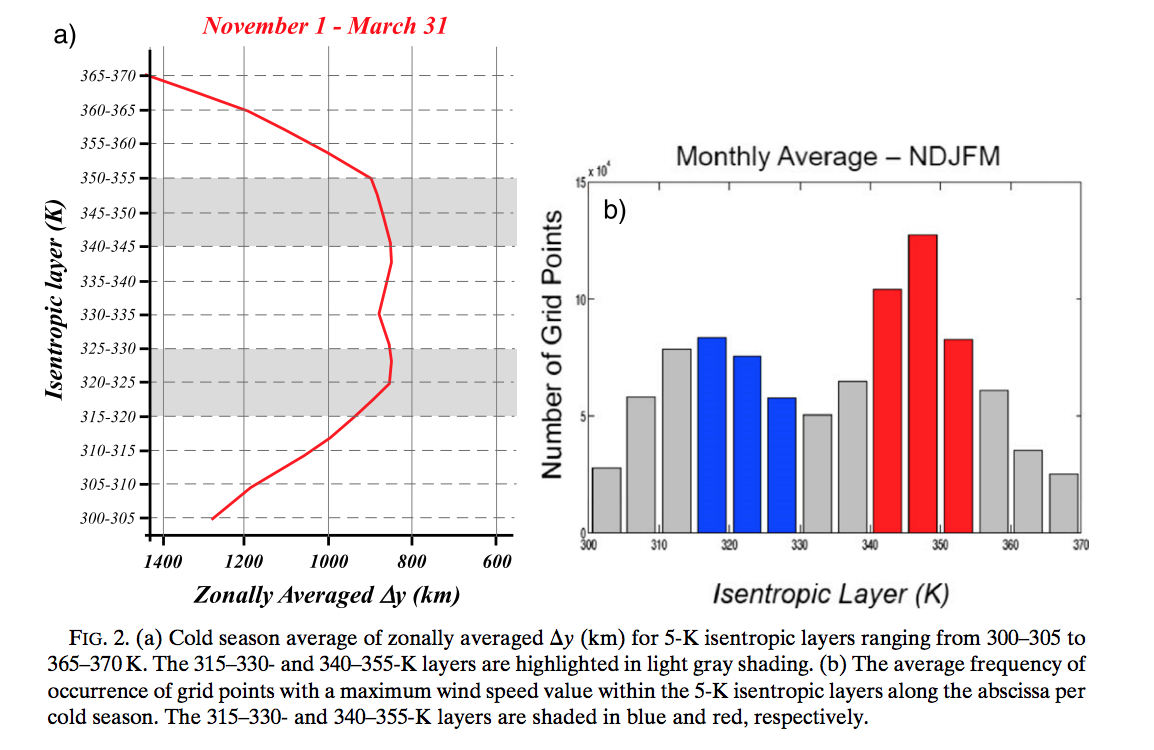 a)
November 1 - March 31
365-370
360-365
355-360
350-355
345-350
340-345
335-340
330-335
325-330
320-325
315-320
310-315
305-310
300-305
Isentropic layer (K)
1400 1200 1000 800 600
Zonally Averaged Δy (km)
Monthly Average – NDJFM
15 x 10⁴
b)
10
5
0
Number of Grid Points
300 310 320 330 340 350 360 370
Isentropic Layer (K)
FIG. 2. (a) Cold season average of zonally averaged Δy (km) for 5-K isentropic layers ranging from 300–305 to
365–370 K. The 315–330- and 340–355-K layers are highlighted in light gray shading. (b) The average frequency of
occurrence of grid points with a maximum wind speed value within the 5-K isentropic layers along the abscissa per
cold season. The 315–330- and 340–355-K layers are shaded in blue and red, respectively.